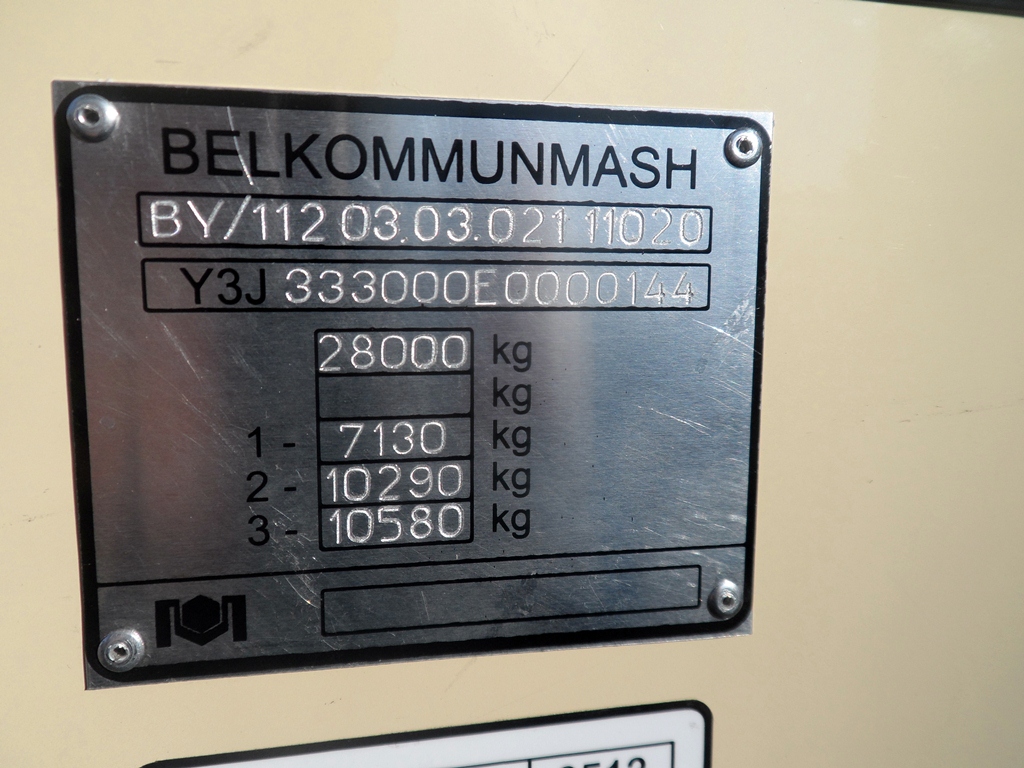 BELKOMMUNMASH
BY/112 03.03.021 11020
Y3J 333000E0000144
28000 kg
kg
1 - 7130 kg
2 - 10290 kg
3 - 10580 kg